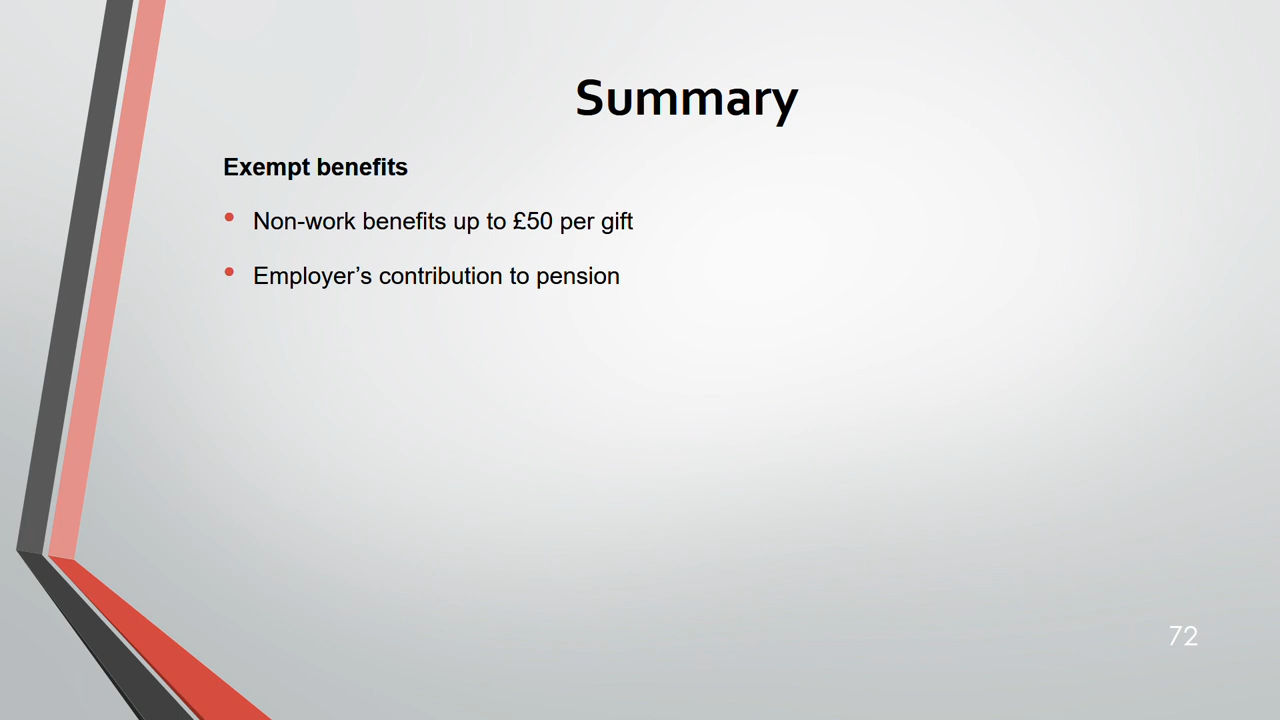 Summary
Exempt benefits
• Non-work benefits up to £50 per gift
• Employer’s contribution to pension
72